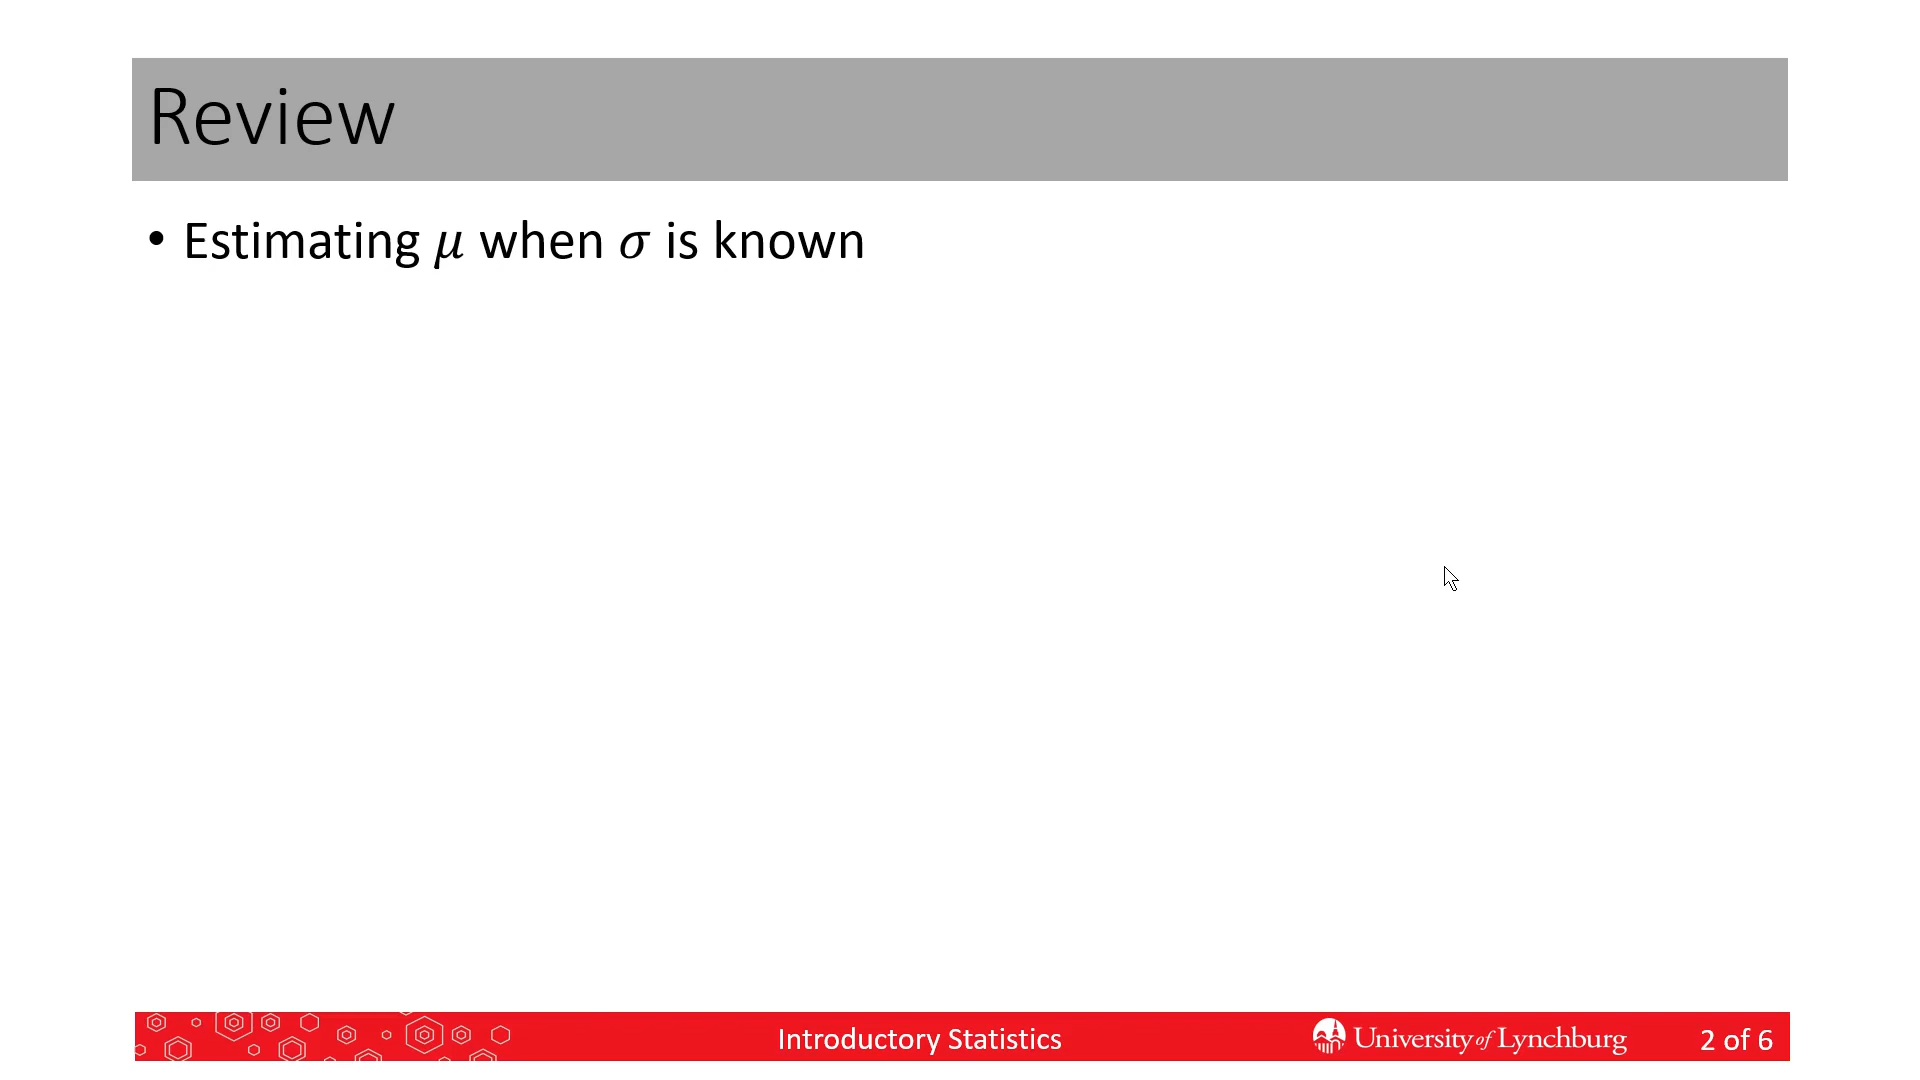 Review
• Estimating 𝜇 when 𝜎 is known
Introductory Statistics
University of Lynchburg
2 of 6